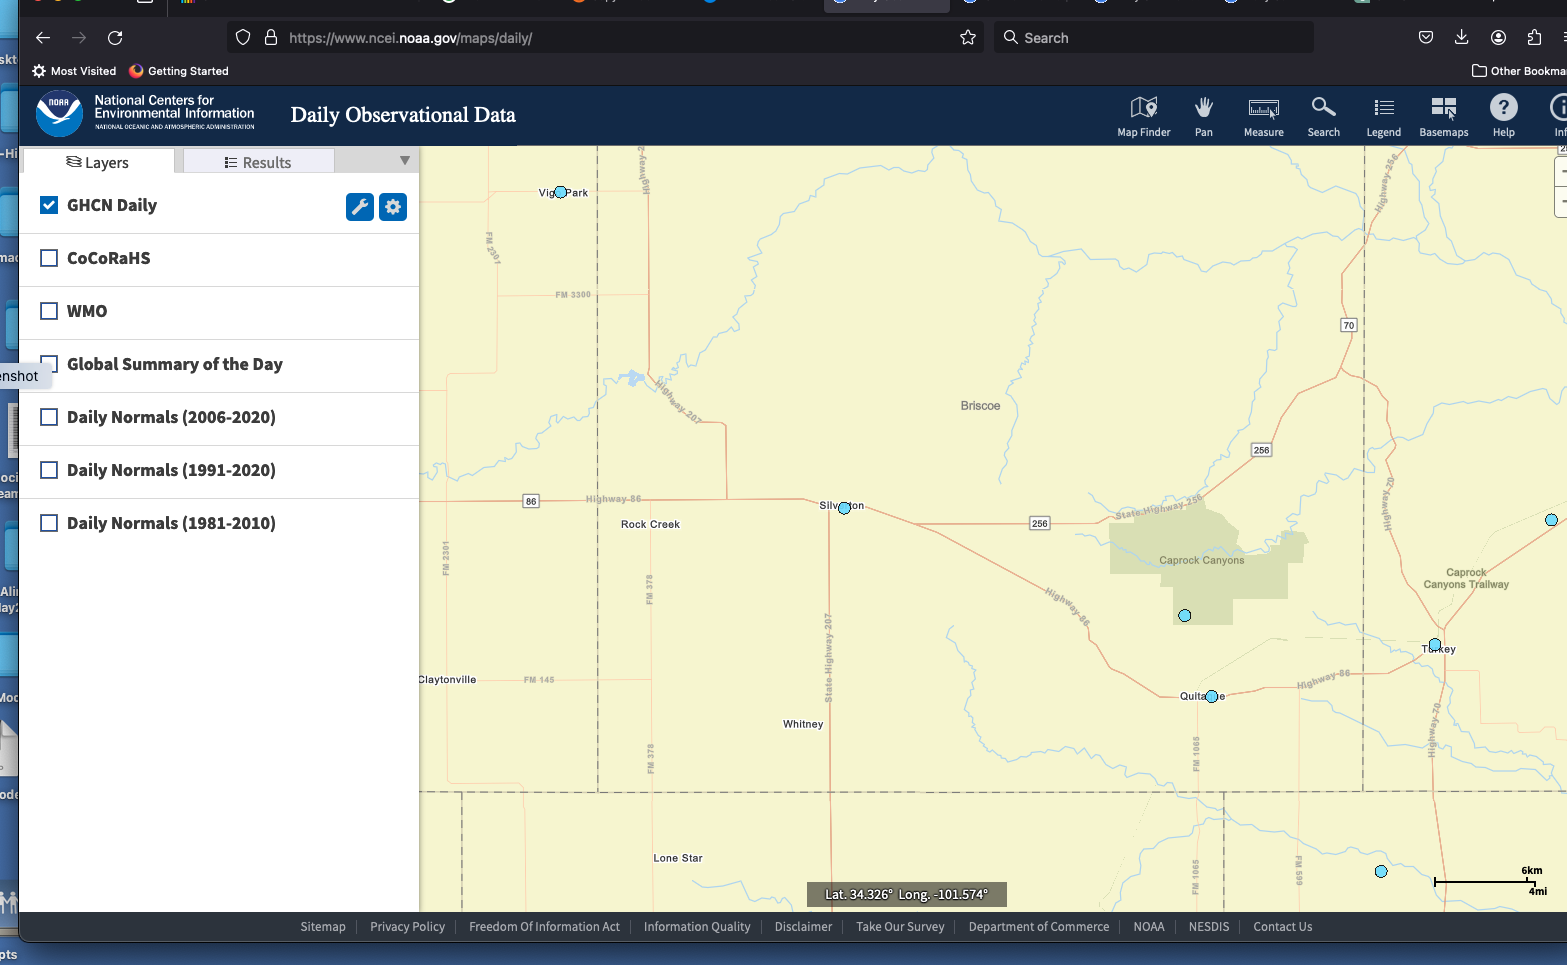 https://www.ncei.noaa.gov/maps/daily/
Search
Most Visited
Getting Started
Other Bookma
NOAA
National Centers for
Environmental Information
NATIONAL OCEANIC AND ATMOSPHERIC ADMINISTRATION
Daily Observational Data
Map Finder
Pan
Measure
Search
Legend
Basemaps
Help
Inf
Layers
Results
GHCN Daily
CoCoRaHS
WMO
Global Summary of the Day
enshot
Daily Normals (2006-2020)
Daily Normals (1991-2020)
Daily Normals (1981-2010)
Park
Highway-2
Highway-256
FM 2301
FM 3300
70
Highway-207
Briscoe
256
86
Highway-86
State-Highway-256
Highway-70
Rock Creek
256
Caprock Canyons
Caprock
Canyons Trailway
FM 2301
FM 378
Highway-86
State-Highway-207
Claytonville
FM 145
Highway-86
Whitney
FM 378
FM 1065
Highway-70
Lone Star
FM 1065
FM 599
Lat. 34.326° Long. -101.574°
6km
4mi
Sitemap
Privacy Policy
Freedom Of Information Act
Information Quality
Disclaimer
Take Our Survey
Department of Commerce
NOAA
NESDIS
Contact Us